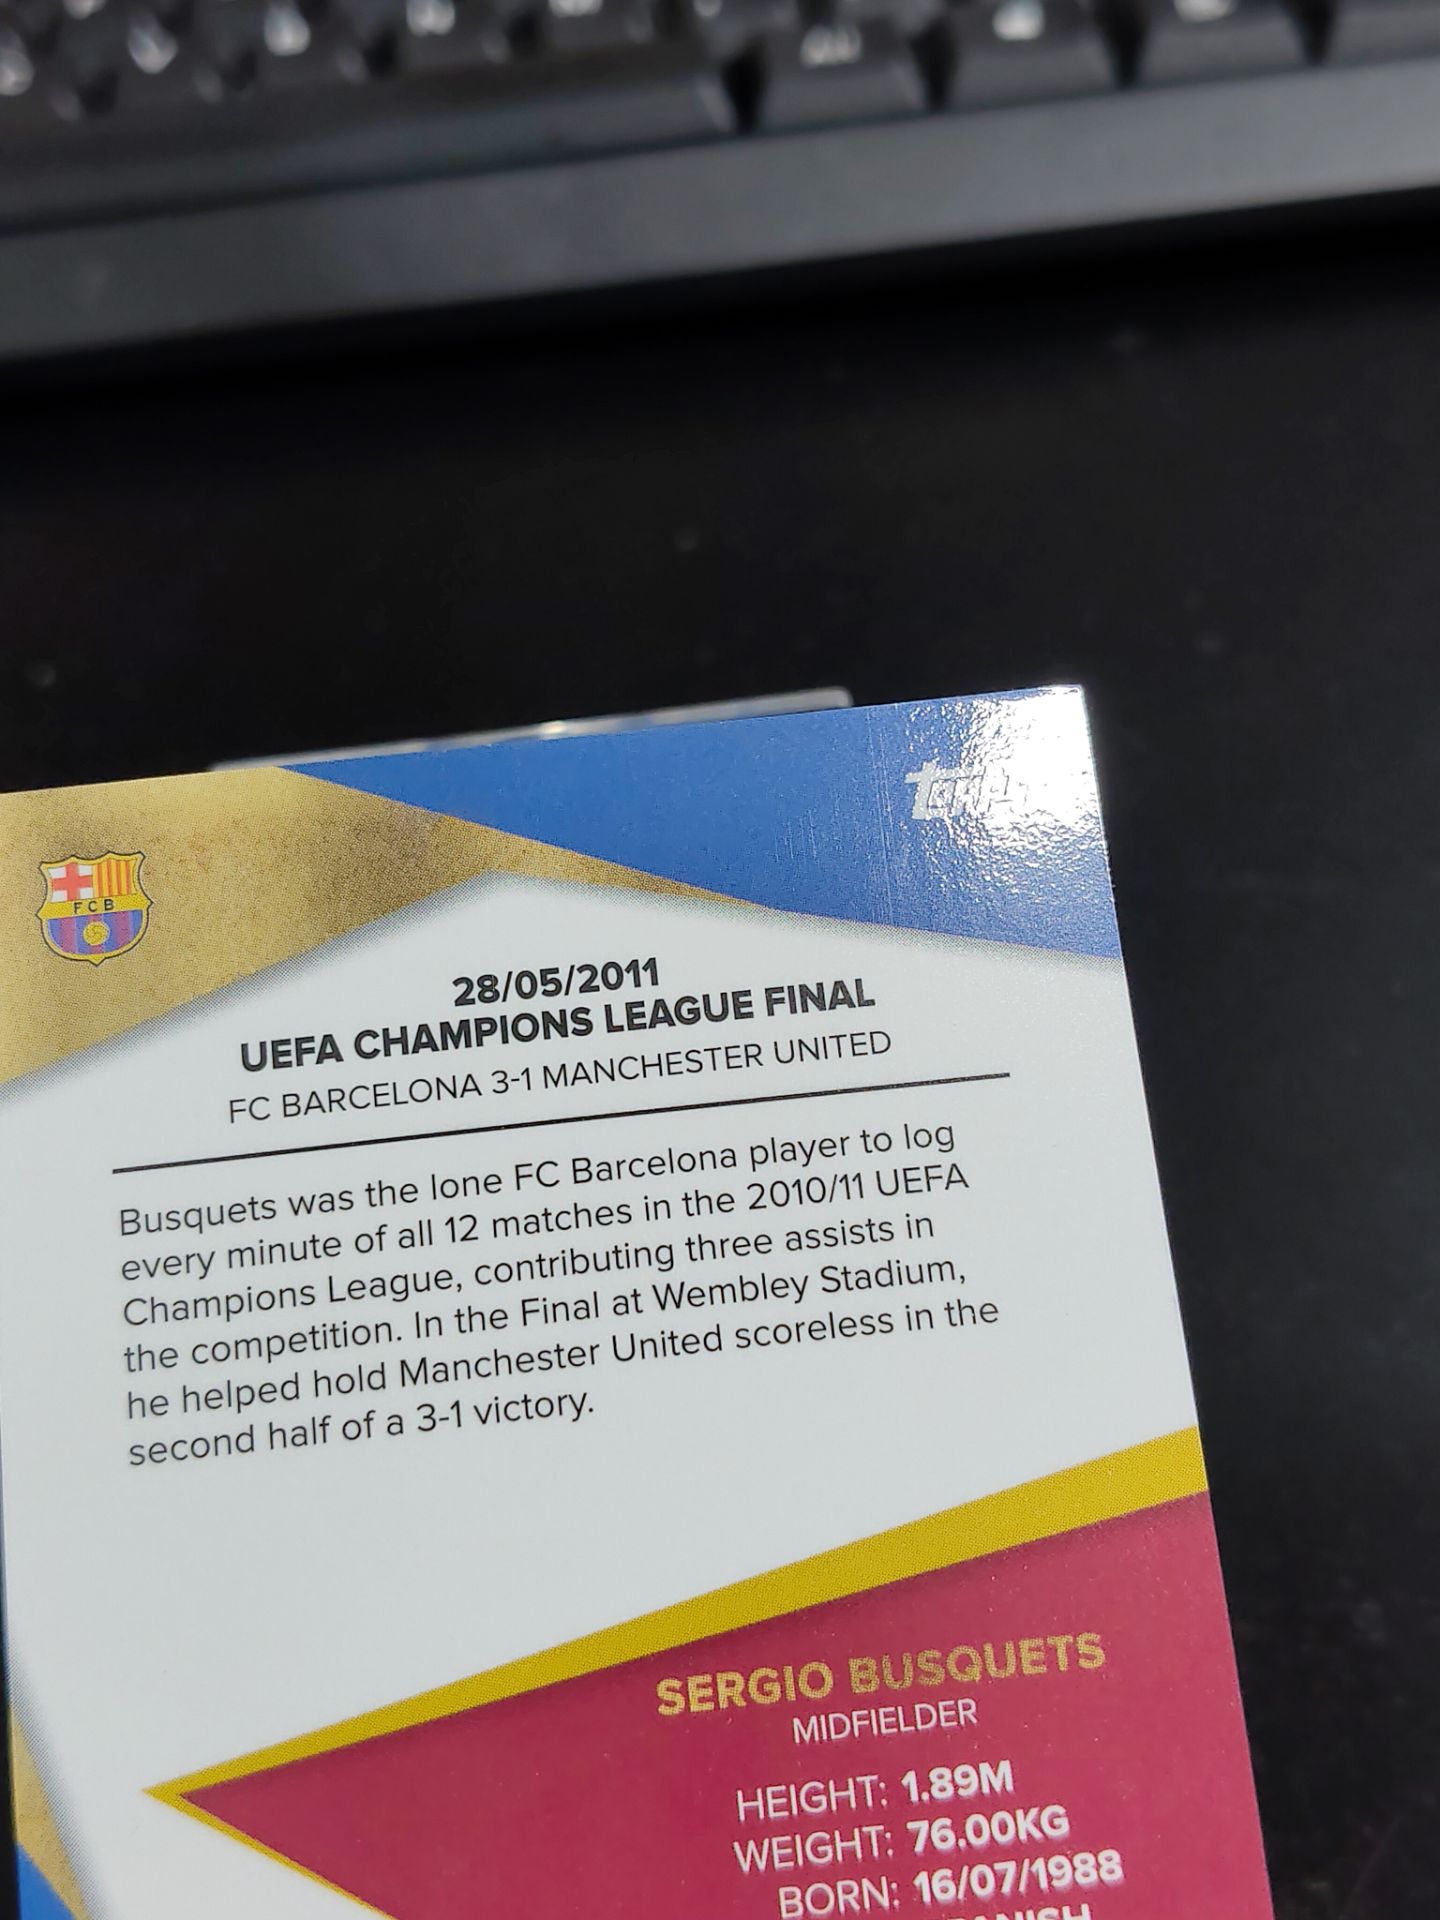 FCB
28/05/2011
UEFA CHAMPIONS LEAGUE FINAL
FC BARCELONA 3-1 MANCHESTER UNITED
Busquets was the lone FC Barcelona player to log
every minute of all 12 matches in the 2010/11 UEFA
Champions League, contributing three assists in
the competition. In the Final at Wembley Stadium,
he helped hold Manchester United scoreless in the
second half of a 3-1 victory.
SERGIO BUSQUETS
MIDFIELDER
HEIGHT: 1.89M
WEIGHT: 76.00KG
BORN: 16/07/1988